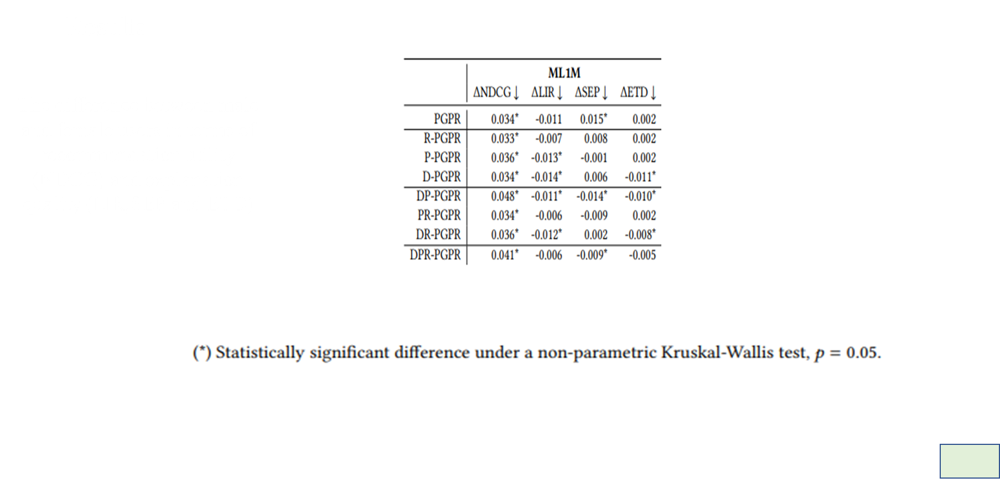 ML1M
ΔNDCG↓ ΔLIR↓ ΔSEP↓ ΔETD↓
PGPR 0.034* -0.011 0.015* 0.002
R-PGPR 0.033* -0.007 0.008 0.002
P-PGPR 0.036* -0.013* -0.001 0.002
D-PGPR 0.034* -0.014* 0.006 -0.011*
DP-PGPR 0.048* -0.011* -0.014* -0.010*
PR-PGPR 0.034* -0.006 -0.009 0.002
DR-PGPR 0.036* -0.012* 0.002 -0.008*
DPR-PGPR 0.041* -0.006 -0.009* -0.005
(*) Statistically significant difference under a non-parametric Kruskal-Wallis test, p = 0.05.